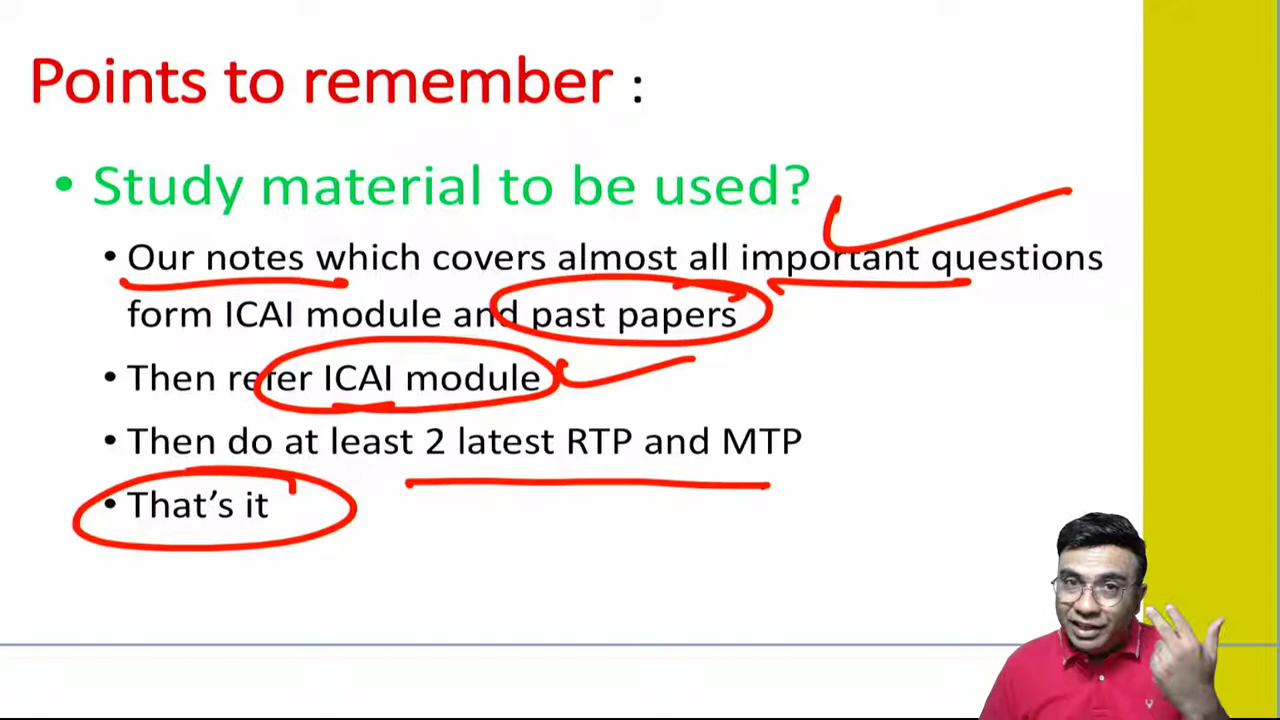 Points to remember :
• Study material to be used?
• Our notes which covers almost all important questions
form ICAI module and past papers
• Then refer ICAI module
• Then do at least 2 latest RTP and MTP
• That's it